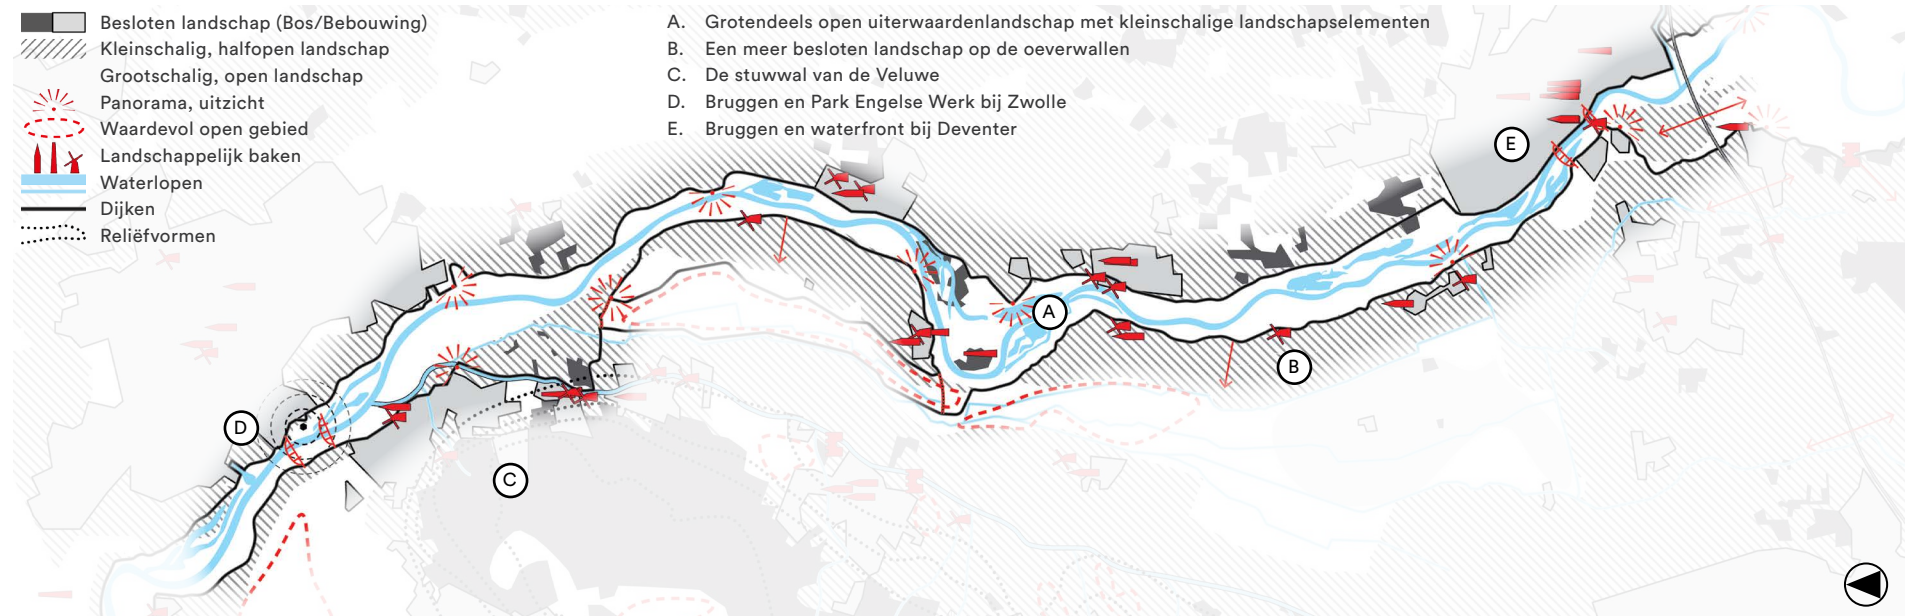 Besloten landschap (Bos/Bebouwing)
Kleinschalig, halfopen landschap
Grootschalig, open landschap
Panorama, uitzicht
Waardevol open gebied
Landschappelijk baken
Waterlopen
Dijken
Reliëfvormen
A. Grotendeels open uiterwaardenlandschap met kleinschalige landschapselementen
B. Een meer besloten landschap op de oeverwallen
C. De stuwwal van de Veluwe
D. Bruggen en Park Engelse Werk bij Zwolle
E. Bruggen en waterfront bij Deventer
E
A
B
D
C